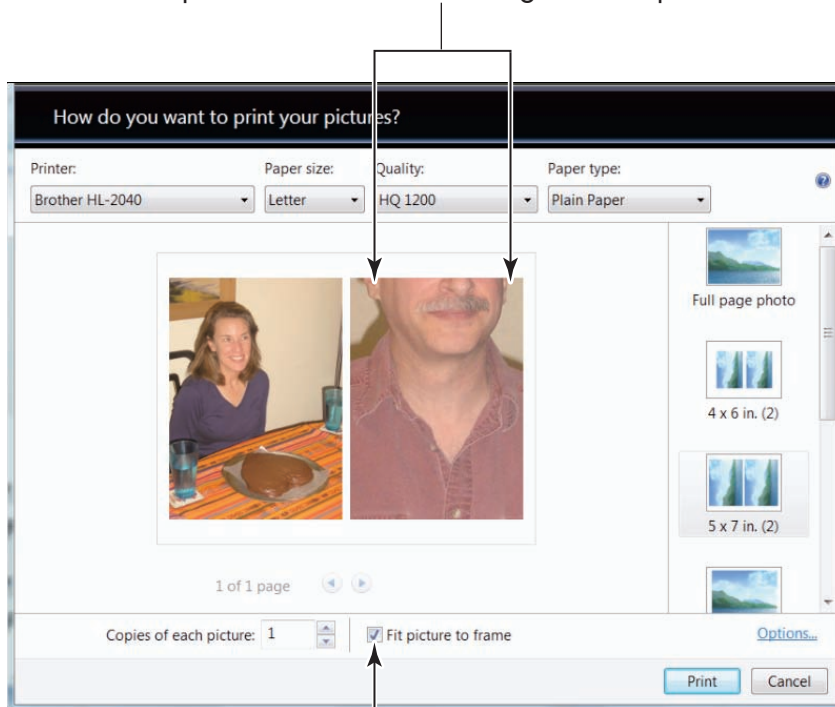 How do you want to print your pictures?
Printer: Paper size: Quality: Paper type:
Brother HL-2040 Letter HQ 1200 Plain Paper
Full page photo
4 x 6 in. (2)
5 x 7 in. (2)
1 of 1 page
Copies of each picture: 1 Fit picture to frame Options...
Print Cancel